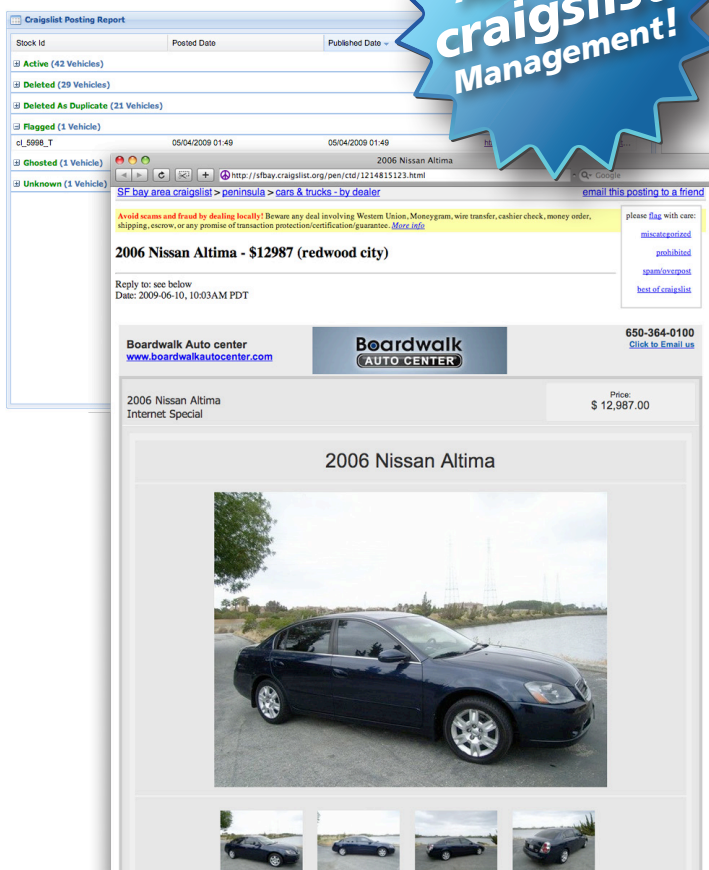 Craigslist Posting Report
craigslist
Management!
Stock Id Posted Date Published Date
Active (42 Vehicles)
Deleted (29 Vehicles)
Deleted As Duplicate (21 Vehicles)
Flagged (1 Vehicle)
cl_5998_T 05/04/2009 01:49 05/04/2009 01:49
Ghosted (1 Vehicle)
Unknown (1 Vehicle)
2006 Nissan Altima
http://sfbay.craigslist.org/pen/ctd/1214815123.html Google
SF bay area craigslist > peninsula > cars & trucks - by dealer email this posting to a friend
Avoid scams and fraud by dealing locally! Beware any deal involving Western Union, Moneygram, wire transfer, cashier check, money order,
shipping, escrow, or any promise of transaction protection/certification/guarantee. More info
please flag with care:
miscategorized
prohibited
spam/overpost
best of craigslist
2006 Nissan Altima - $12987 (redwood city)
Reply to: see below
Date: 2009-06-10, 10:03AM PDT
Boardwalk Auto center
www.boardwalkautocenter.com
Boardwalk
AUTO CENTER
650-364-0100
Click to Email us
2006 Nissan Altima
Internet Special
Price:
$ 12,987.00
2006 Nissan Altima